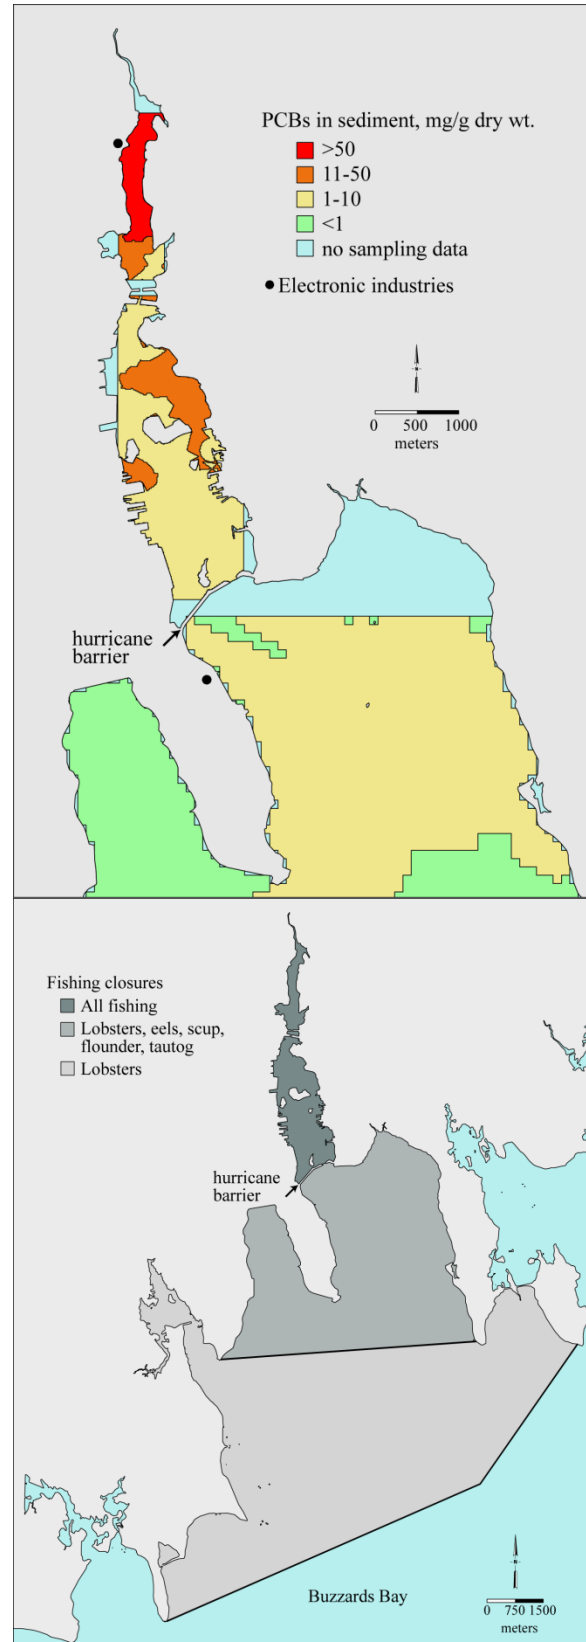 PCBs in sediment, mg/g dry wt.
>50
11-50
1-10
<1
no sampling data
Electronic industries
N
0 500 1000
meters
hurricane
barrier
Fishing closures
All fishing
Lobsters, eels, scup,
flounder, tautog
Lobsters
hurricane
barrier
N
Buzzards Bay
0 750 1500
meters